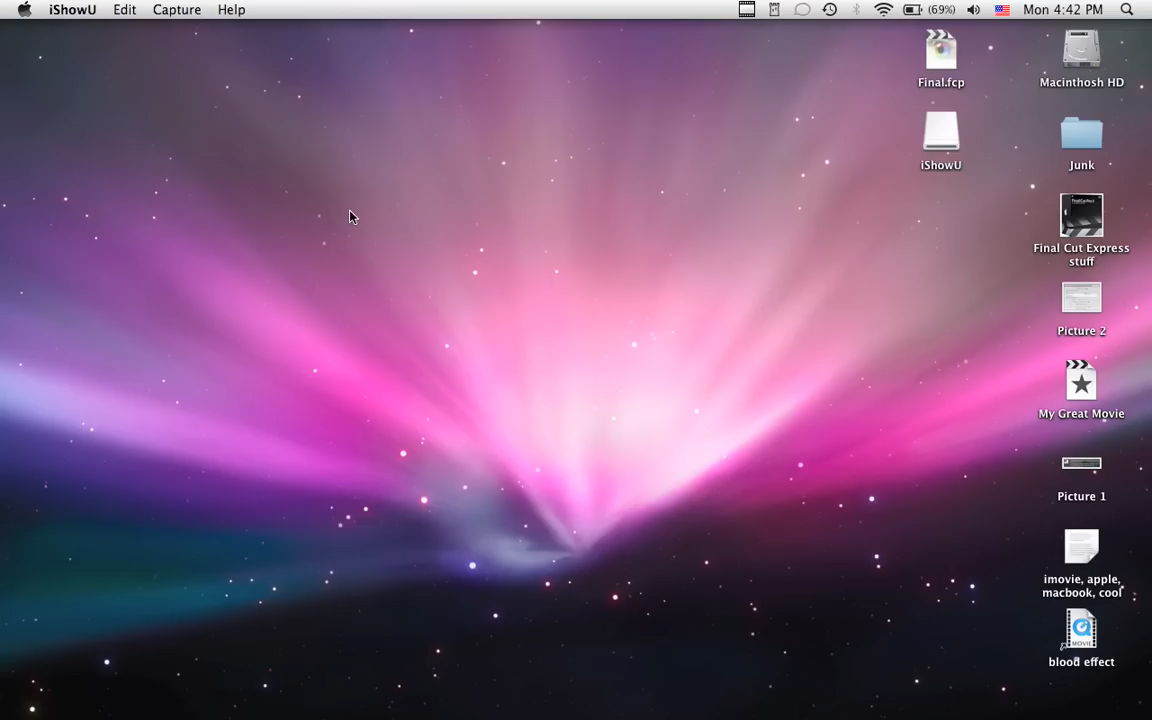 iShowU Edit Capture Help (69%) Mon 4:42 PM
Final.fcp
Macinthosh HD
iShowU
Junk
Final Cut Express
stuff
Picture 2
My Great Movie
Picture 1
imovie, apple,
macbook, cool
MOVIE
blood effect